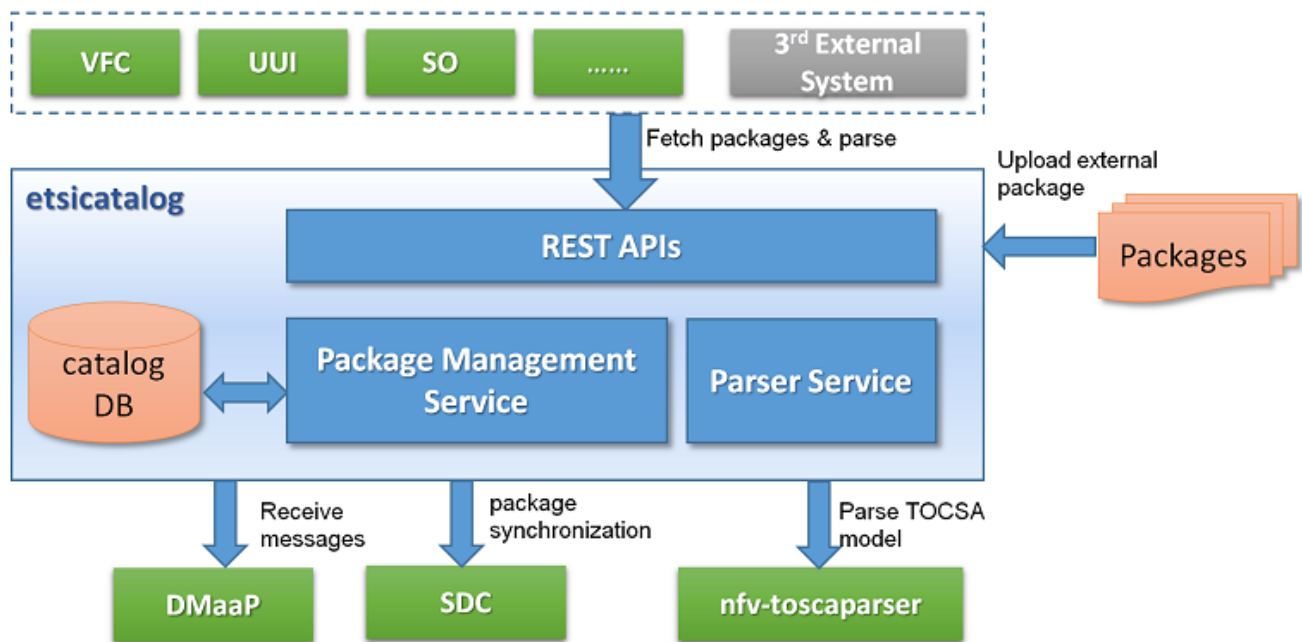 VFC
UUI
SO
......
3rd External
System
Fetch packages & parse
Upload external
package
etsicatalog
REST APIs
Packages
catalog
DB
Package Management
Service
Parser Service
Receive
messages
package
synchronization
Parse TOCSA
model
DMaaP
SDC
nfv-toscaparser